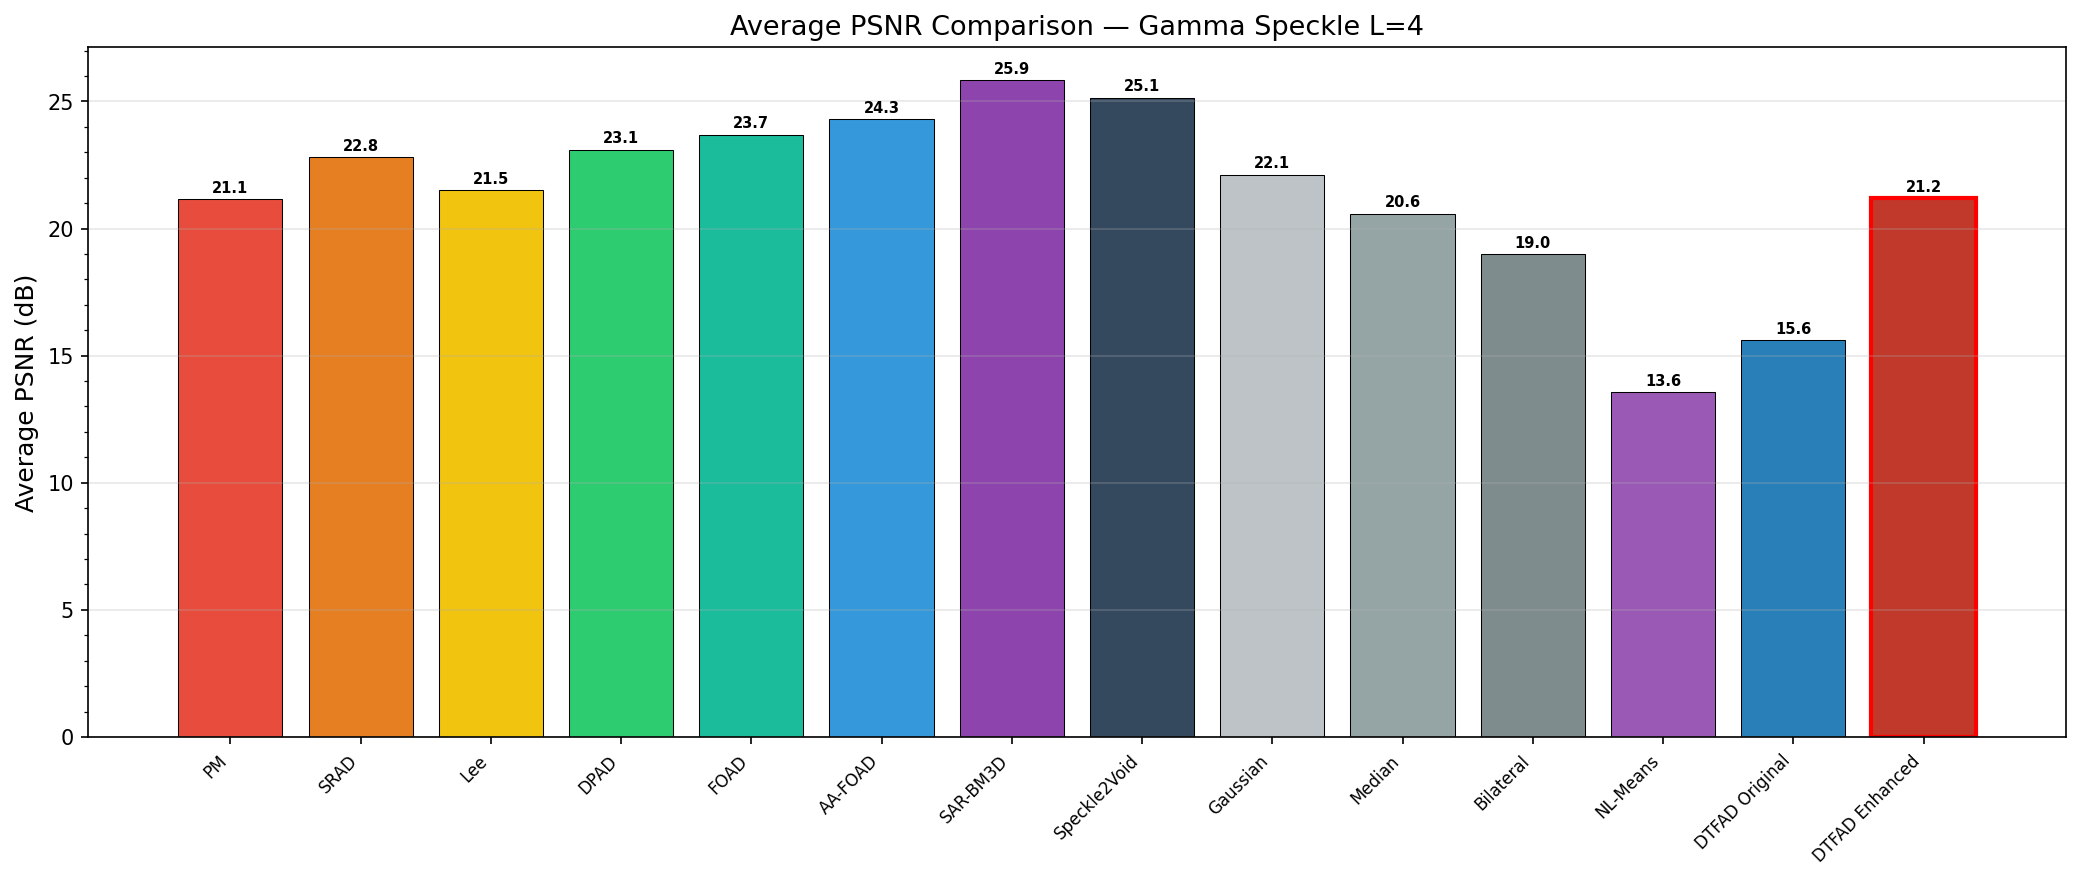 Average PSNR Comparison — Gamma Speckle L=4
Average PSNR (dB)
25
20
15
10
5
0
21.1
22.8
21.5
23.1
23.7
24.3
25.9
25.1
22.1
20.6
19.0
13.6
15.6
21.2
PM
SRAD
Lee
DPAD
FOAD
AA-FOAD
SAR-BM3D
Speckle2Void
Gaussian
Median
Bilateral
NL-Means
DTFAD Original
DTFAD Enhanced